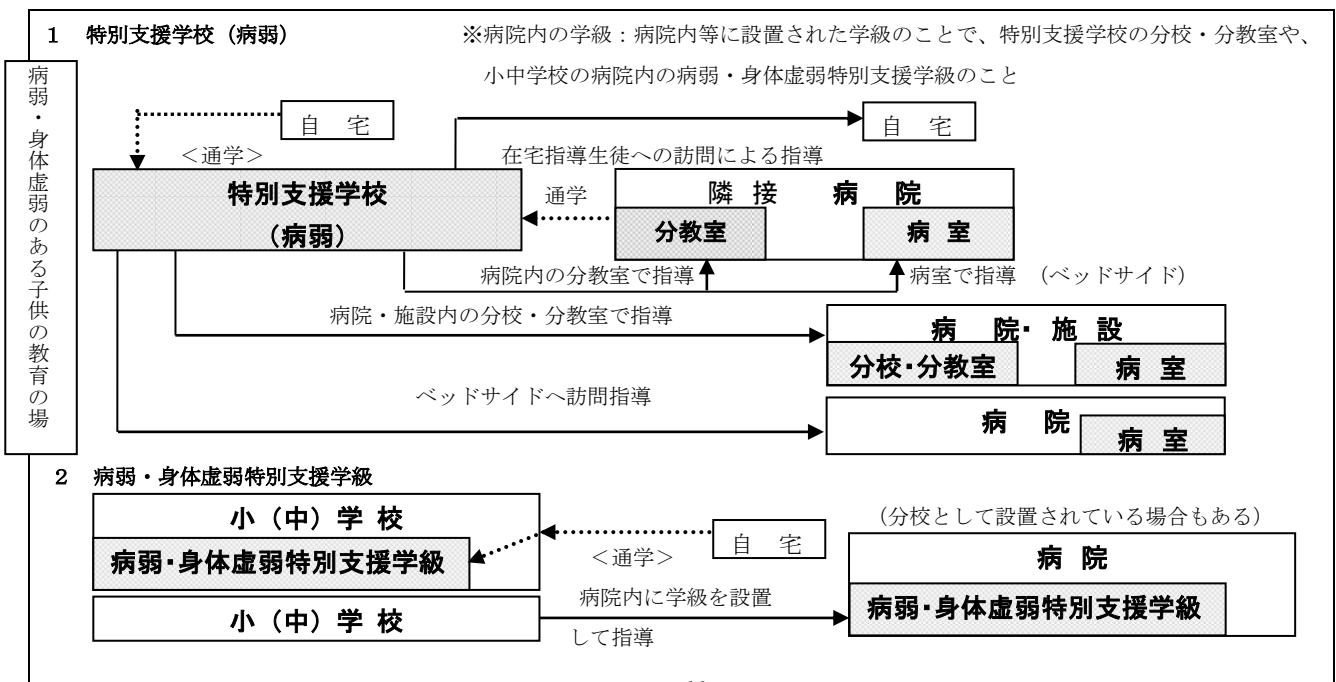 1 特別支援学校（病弱）
※病院内の学級：病院内等に設置された学級のことで、特別支援学校の分校・分教室や、
小中学校の病院内の病弱・身体虚弱特別支援学級のこと
病弱・身体虚弱のある子供の教育の場
自 宅
自 宅
＜通学＞
在宅指導生徒への訪問による指導
特別支援学校
（病弱）
通学
隣 接 病 院
分教室
病 室
病院内の分教室で指導
病室で指導 （ベッドサイド）
病院・施設内の分校・分教室で指導
病 院・施 設
分校・分教室
病 室
ベッドサイドへ訪問指導
病 院
病 室
2 病弱・身体虚弱特別支援学級
小（中）学 校
病弱・身体虚弱特別支援学級
自 宅
＜通学＞
（分校として設置されている場合もある）
病 院
病弱・身体虚弱特別支援学級
小（中）学 校
病院内に学級を設置
して指導